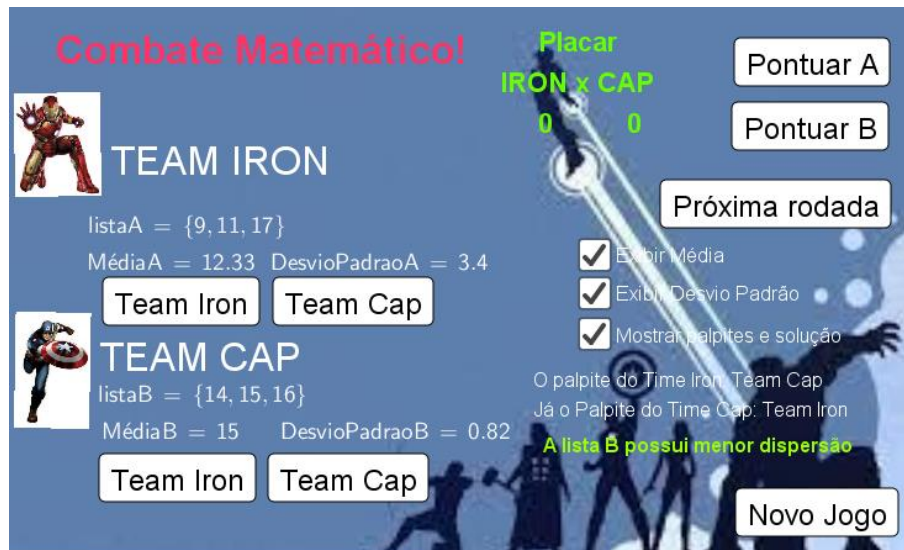 Combate Matemático!
Placar
IRON x CAP
0 0
Pontuar A
Pontuar B
Próxima rodada
TEAM IRON
listaA = {9, 11, 17}
MédiaA = 12.33 DesvioPadraoA = 3.4
Team Iron Team Cap
TEAM CAP
listaB = {14, 15, 16}
MédiaB = 15 DesvioPadraoB = 0.82
Team Iron Team Cap
Exibir Média
Exibir Desvio Padrão
Mostrar palpites e solução
O palpite do Time Iron: Team Cap
Já o Palpite do Time Cap: Team Iron
A lista B possui menor dispersão
Novo Jogo